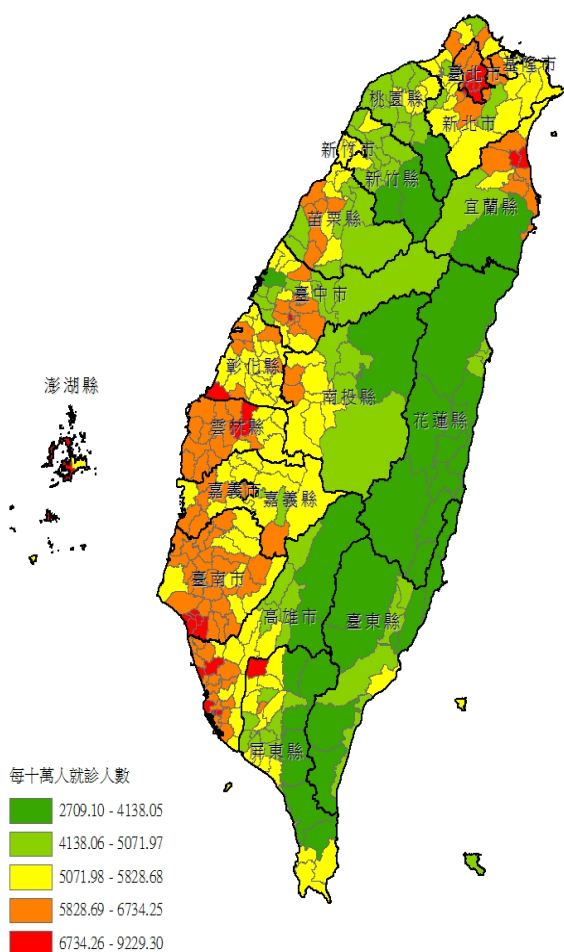 基隆市
臺北市
桃園縣
新北市
新竹市
新竹縣
宜蘭縣
苗栗縣
臺中市
彰化縣
澎湖縣
南投縣
花蓮縣
雲林縣
嘉義市
嘉義縣
臺南市
高雄市
臺東縣
屏東縣
每十萬人就診人數
2709.10 - 4138.05
4138.06 - 5071.97
5071.98 - 5828.68
5828.69 - 6734.25
6734.26 - 9229.30